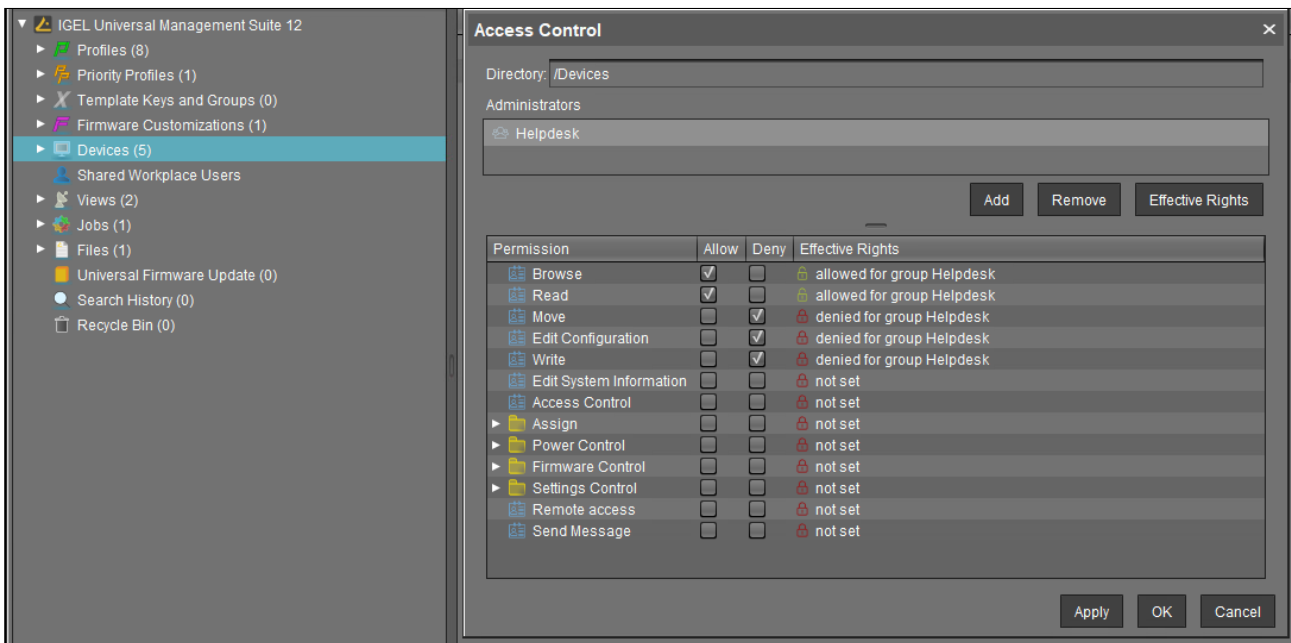 IGEL Universal Management Suite 12
Profiles (8)
Priority Profiles (1)
Template Keys and Groups (0)
Firmware Customizations (1)
Devices (5)
Shared Workplace Users
Views (2)
Jobs (1)
Files (1)
Universal Firmware Update (0)
Search History (0)
Recycle Bin (0)
Access Control
Directory: /Devices
Administrators
Helpdesk
Add Remove Effective Rights
Permission Allow Deny Effective Rights
Browse allowed for group Helpdesk
Read allowed for group Helpdesk
Move denied for group Helpdesk
Edit Configuration denied for group Helpdesk
Write denied for group Helpdesk
Edit System Information not set
Access Control not set
Assign not set
Power Control not set
Firmware Control not set
Settings Control not set
Remote access not set
Send Message not set
Apply OK Cancel